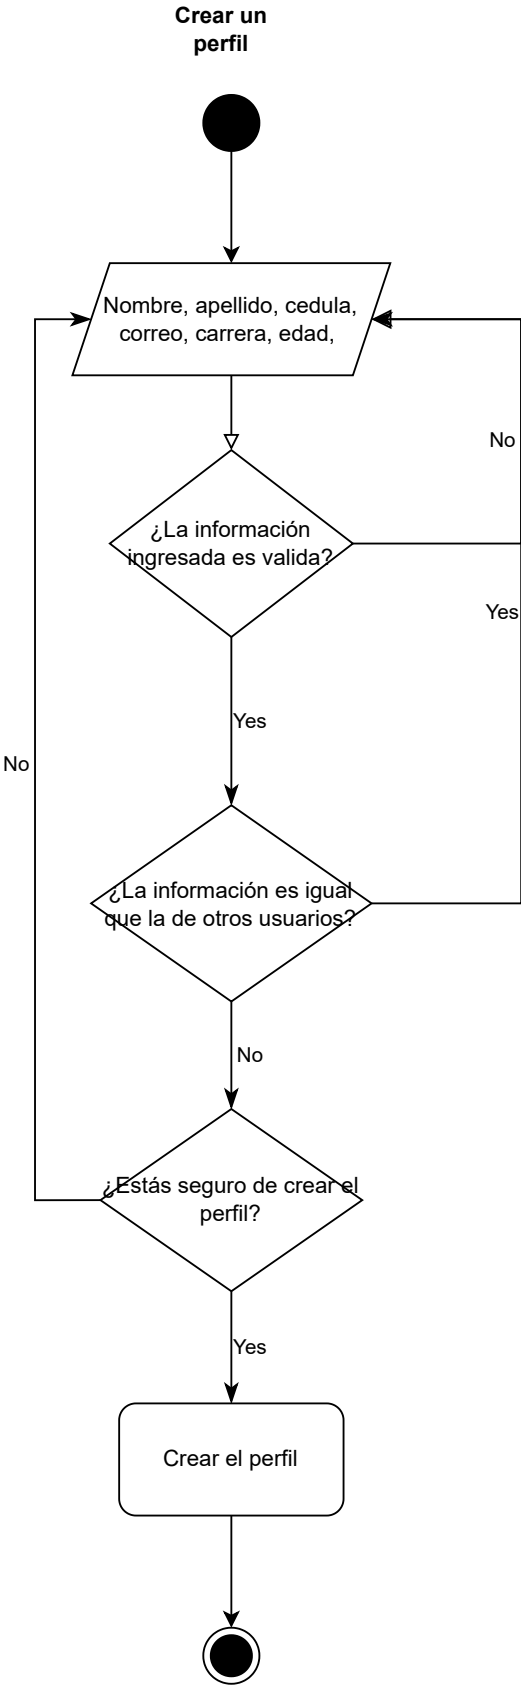 Crear un
perfil
Nombre, apellido, cedula,
correo, carrera, edad,
No
¿La información
ingresada es valida?
Yes
Yes
No
¿La información es igual
que la de otros usuarios?
No
¿Estás seguro de crear el
perfil?
Yes
Crear el perfil